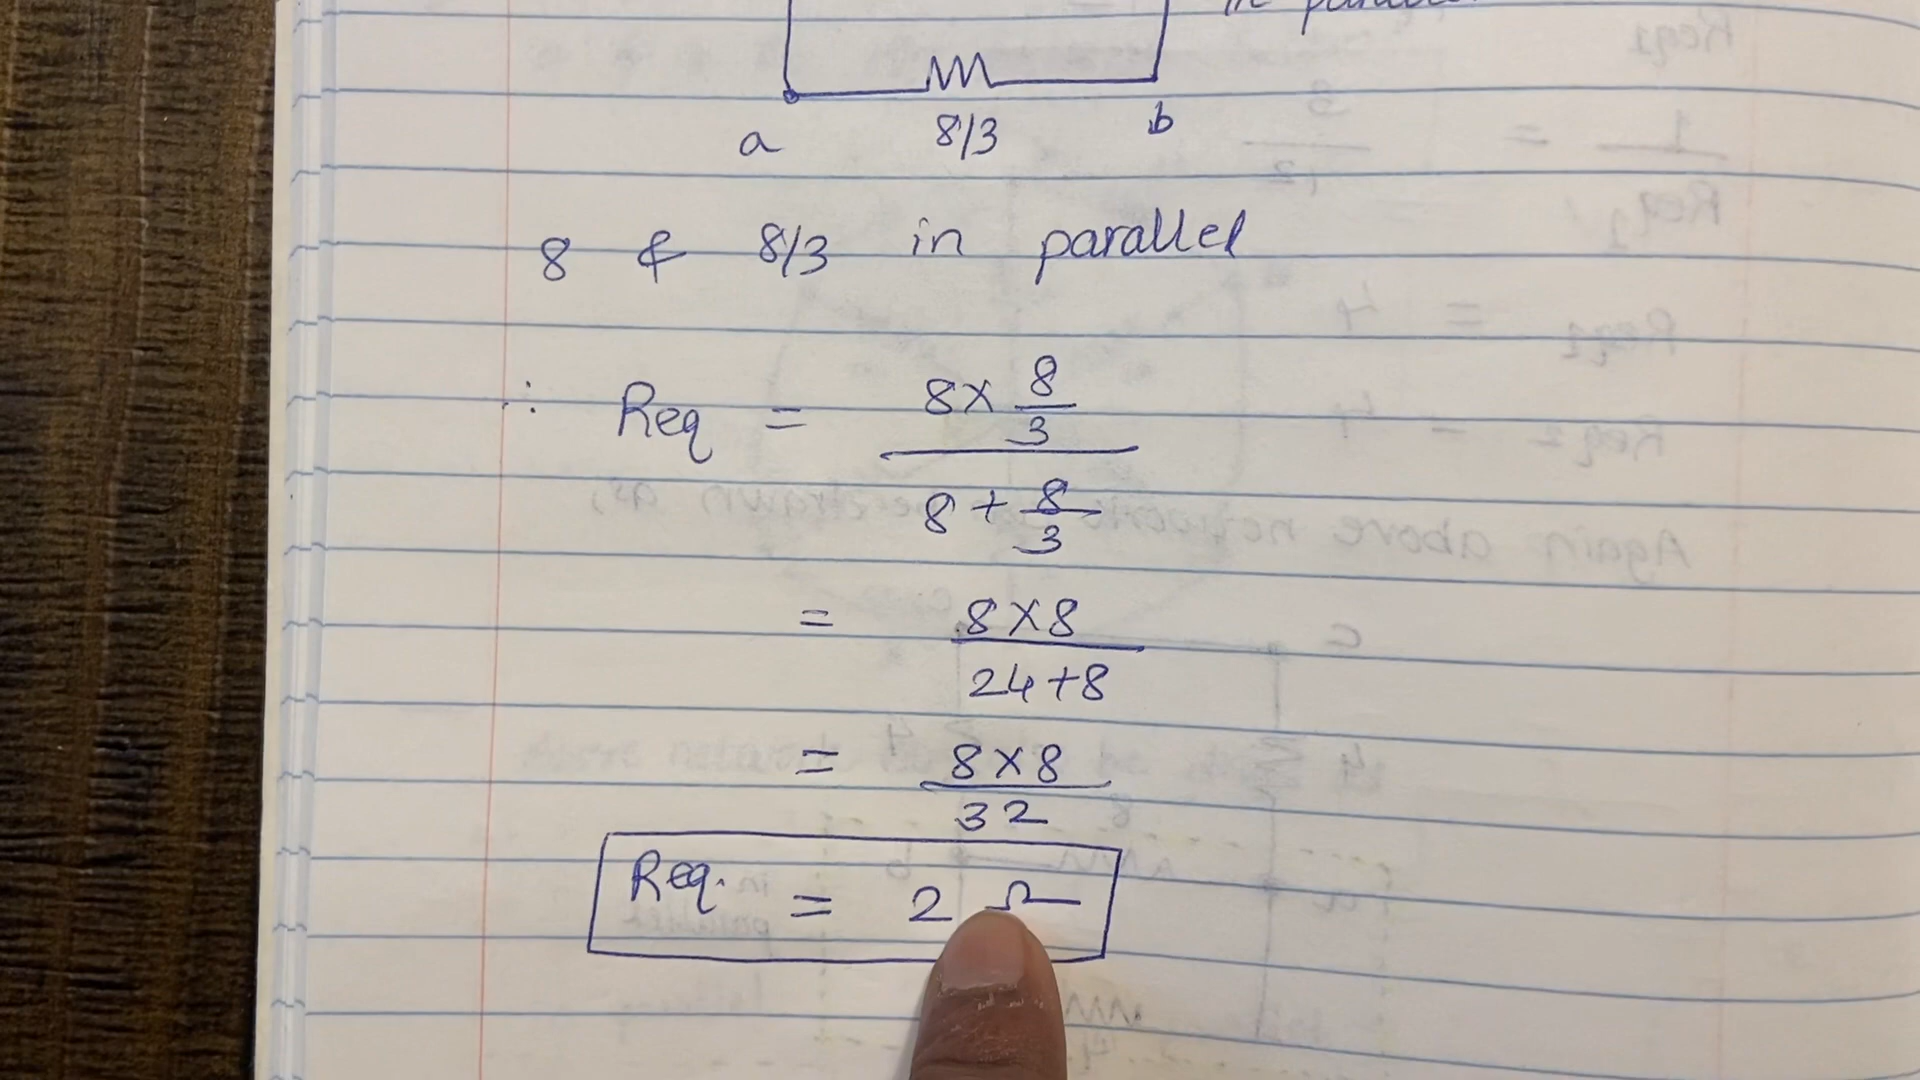 in
a 8/3 b
8 & 8/3 in parallel
∴ Req = 8 × 8/3
8 + 8/3
= 8×8
24+8
= 8×8
32
Req. = 2 Ω